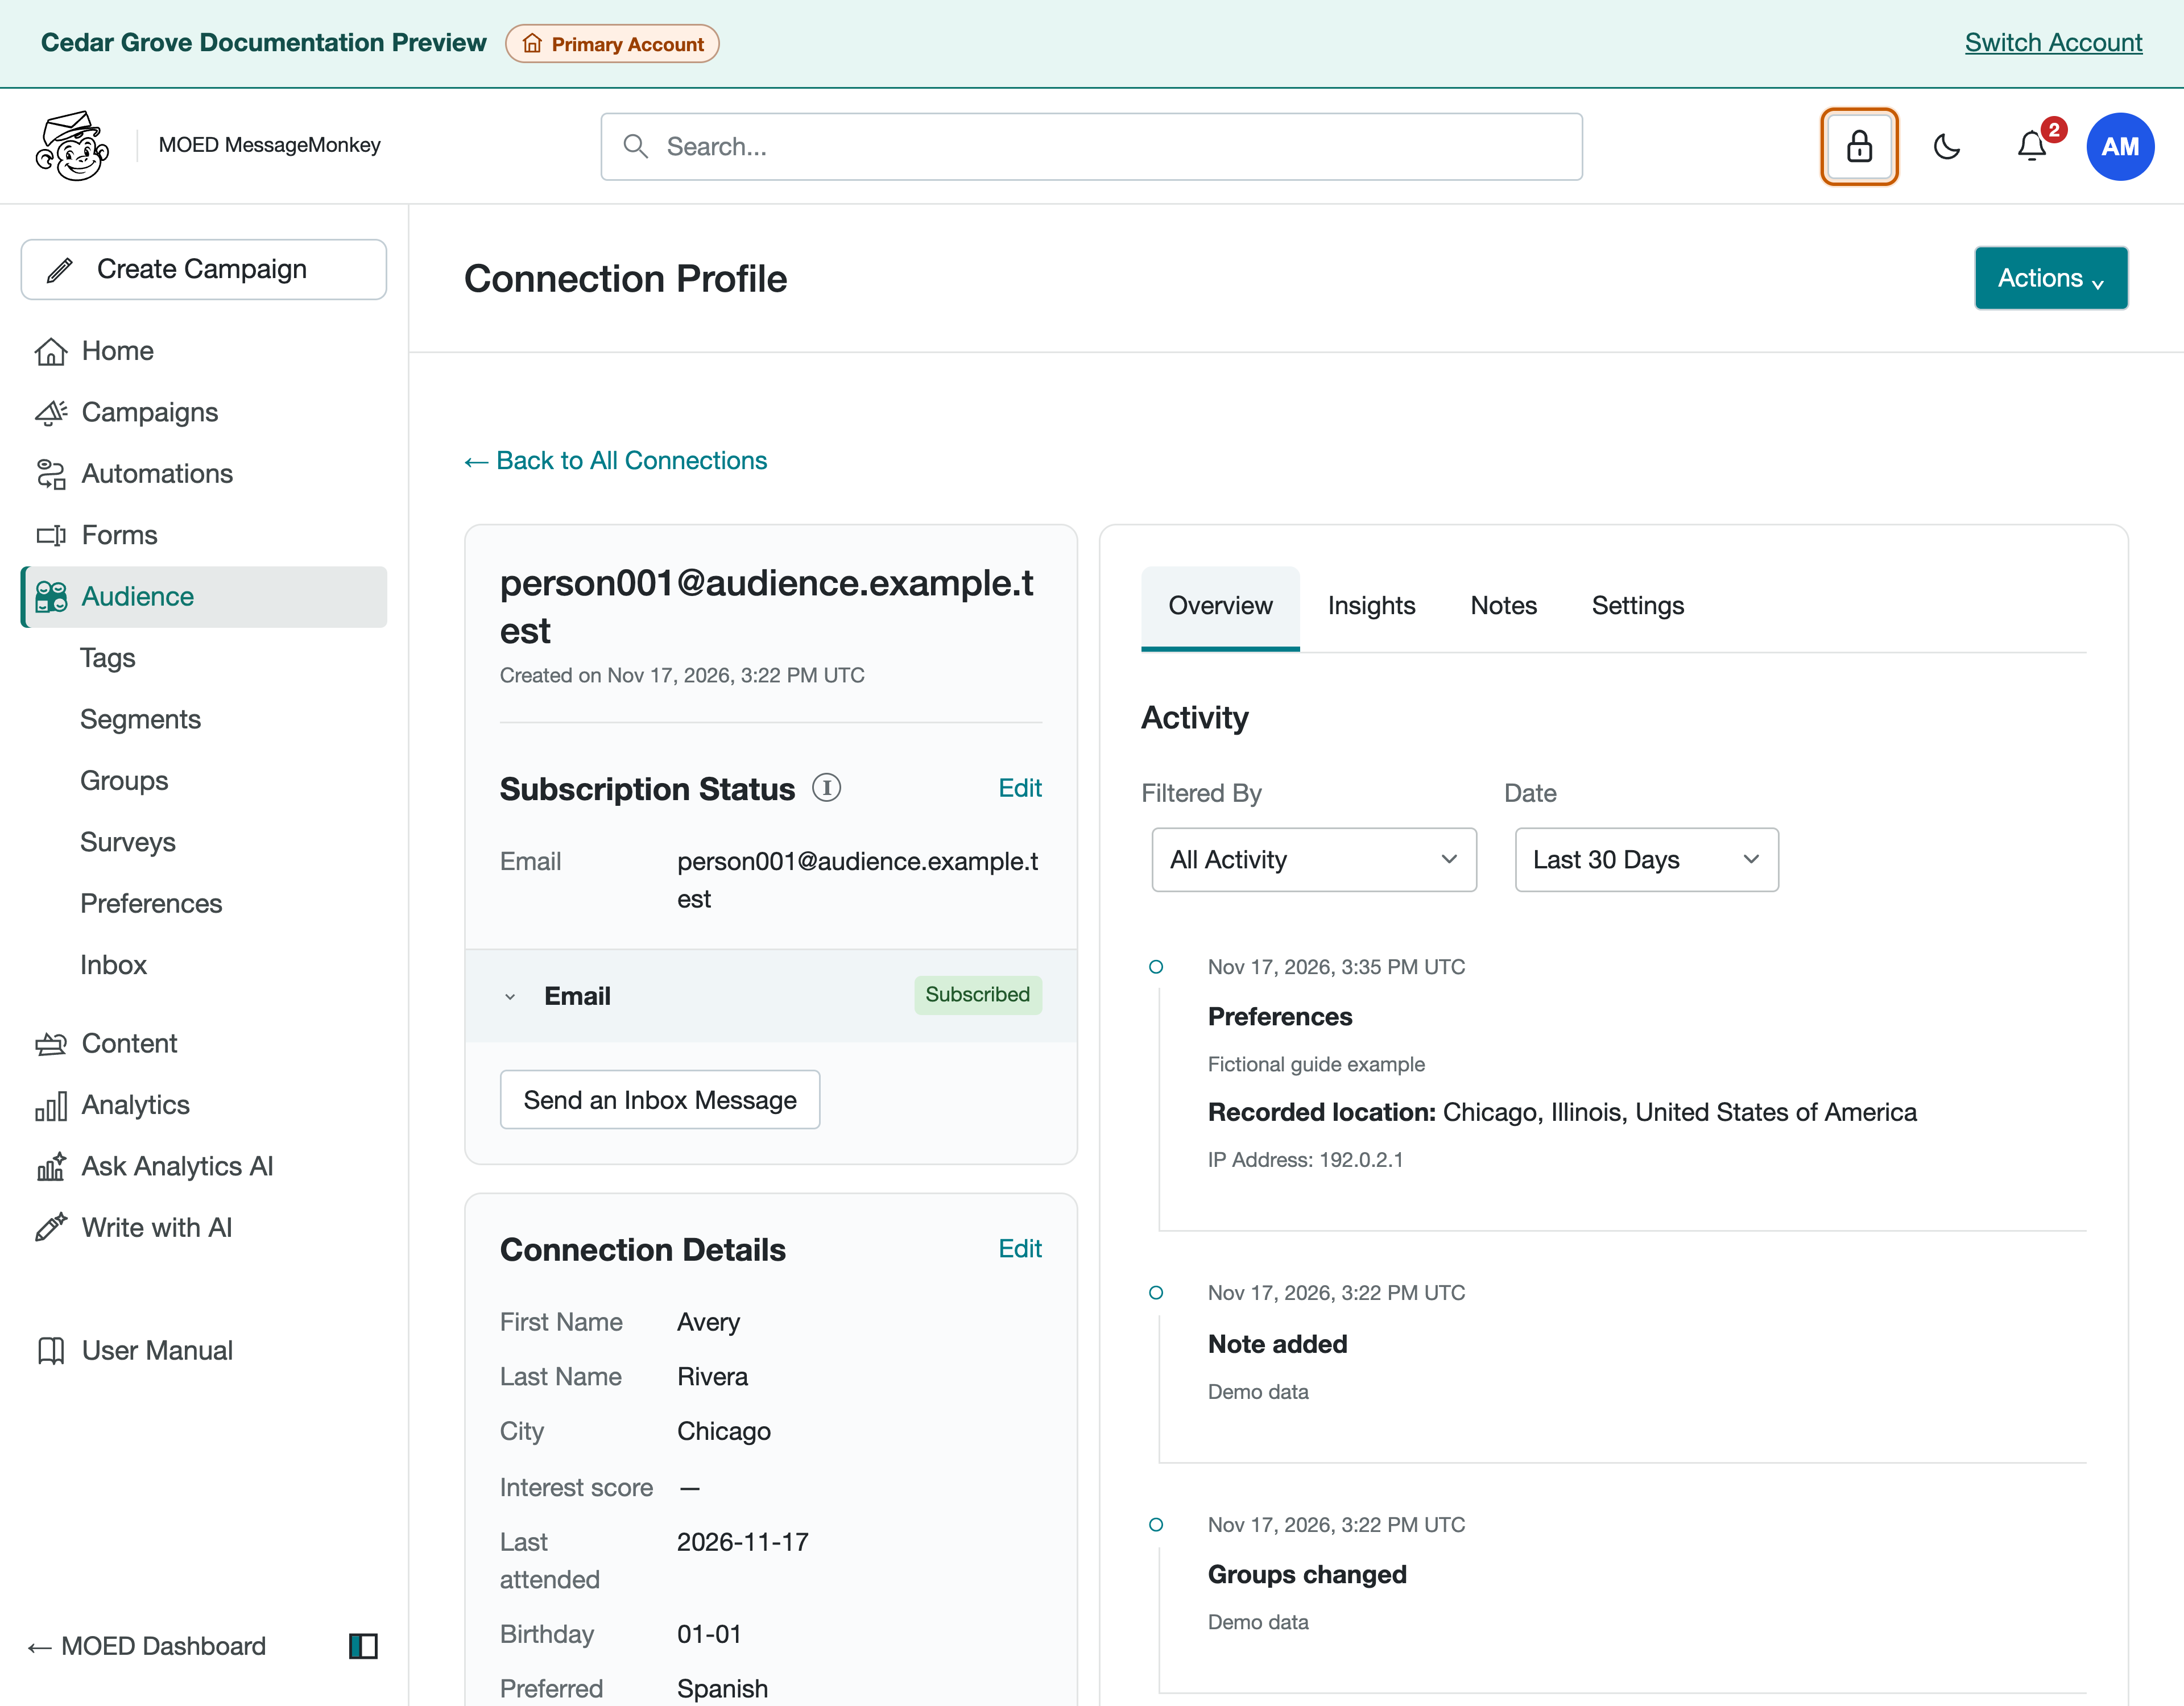 Cedar Grove Documentation Preview
Primary Account
Switch Account
MOED MessageMonkey
Search...
2
AM
Create Campaign
Home
Campaigns
Automations
Forms
Audience
Tags
Segments
Groups
Surveys
Preferences
Inbox
Content
Analytics
Ask Analytics AI
Write with AI
User Manual
← MOED Dashboard
Connection Profile
Actions
← Back to All Connections
person001@audience.example.t
est
Created on Nov 17, 2026, 3:22 PM UTC
Subscription Status
Edit
Email person001@audience.example.t
est
Email
Subscribed
Send an Inbox Message
Connection Details
Edit
First Name Avery
Last Name Rivera
City Chicago
Interest score —
Last 2026-11-17
attended
Birthday 01-01
Preferred Spanish
Overview
Insights
Notes
Settings
Activity
Filtered By
Date
All Activity
Last 30 Days
Nov 17, 2026, 3:35 PM UTC
Preferences
Fictional guide example
Recorded location: Chicago, Illinois, United States of America
IP Address: 192.0.2.1
Nov 17, 2026, 3:22 PM UTC
Note added
Demo data
Nov 17, 2026, 3:22 PM UTC
Groups changed
Demo data